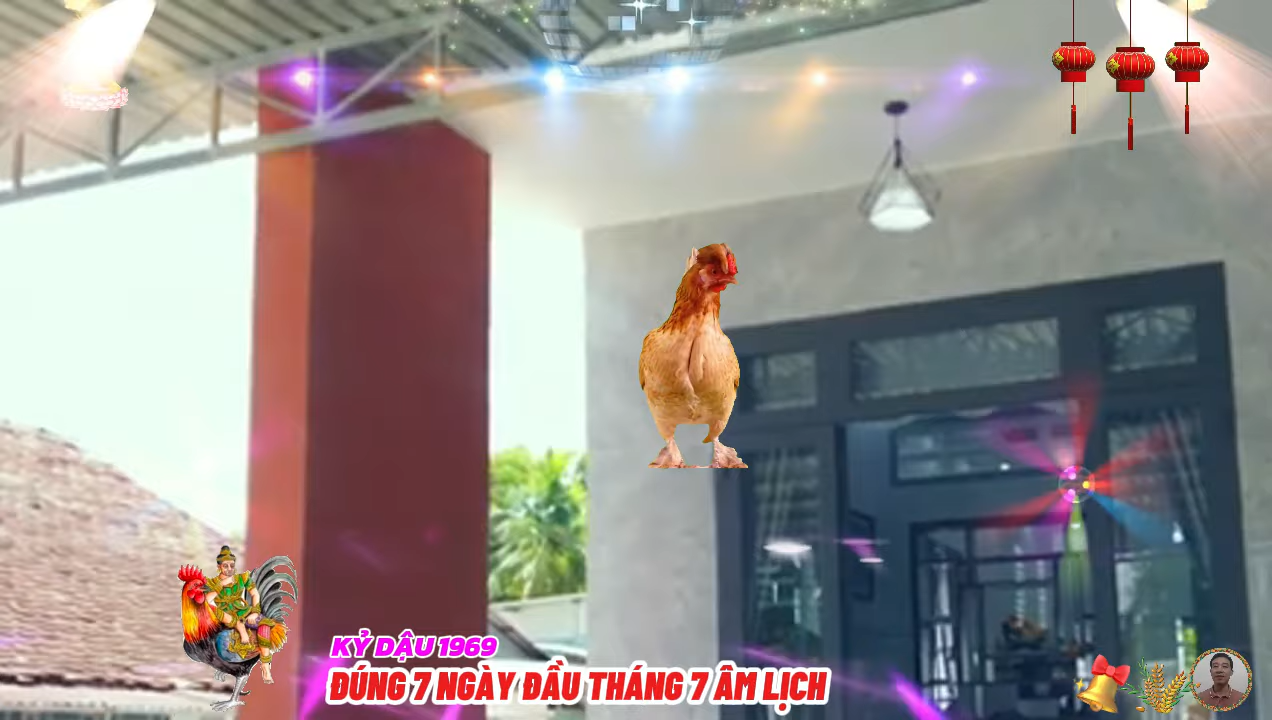 KỶ DẬU 1969
ĐÚNG 7 NGÀY ĐẦU THÁNG 7 ÂM LỊCH